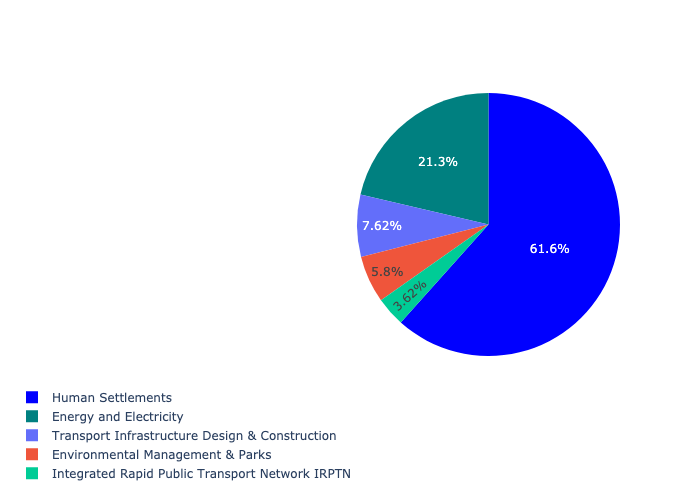 21.3%
7.62%
61.6%
5.8%
3.62%
Human Settlements
Energy and Electricity
Transport Infrastructure Design & Construction
Environmental Management & Parks
Integrated Rapid Public Transport Network IRPTN